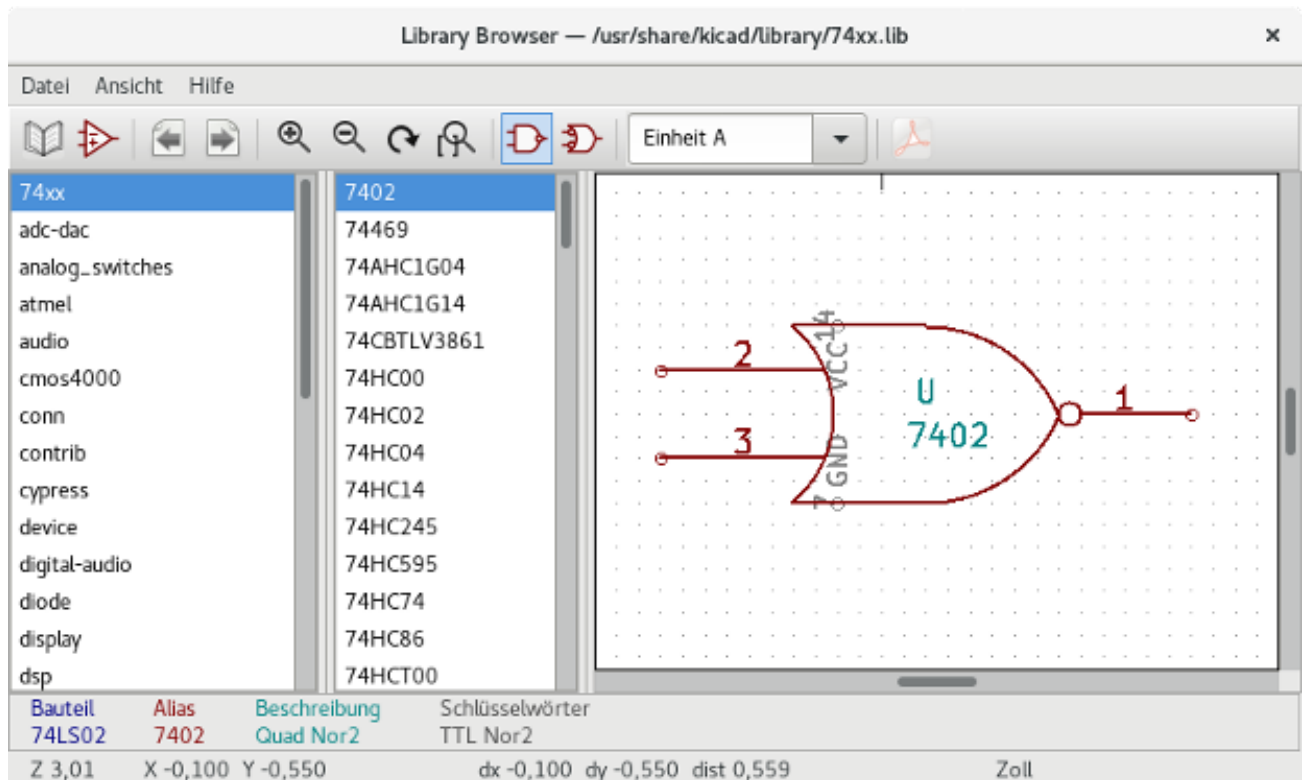 Library Browser — /usr/share/kicad/library/74xx.lib
Datei Ansicht Hilfe
Einheit A
74xx
adc-dac
analog_switches
atmel
audio
cmos4000
conn
contrib
cypress
device
digital-audio
diode
display
dsp
7402
74469
74AHC1G04
74AHC1G14
74CBTLV3861
74HC00
74HC02
74HC04
74HC14
74HC245
74HC595
74HC74
74HC86
74HCT00
14
VCC
2
U
7402
1
3
GND
7
Bauteil Alias Beschreibung Schlüsselwörter
74LS02 7402 Quad Nor2 TTL Nor2
Z 3,01 X -0,100 Y -0,550 dx -0,100 dy -0,550 dist 0,559 Zoll